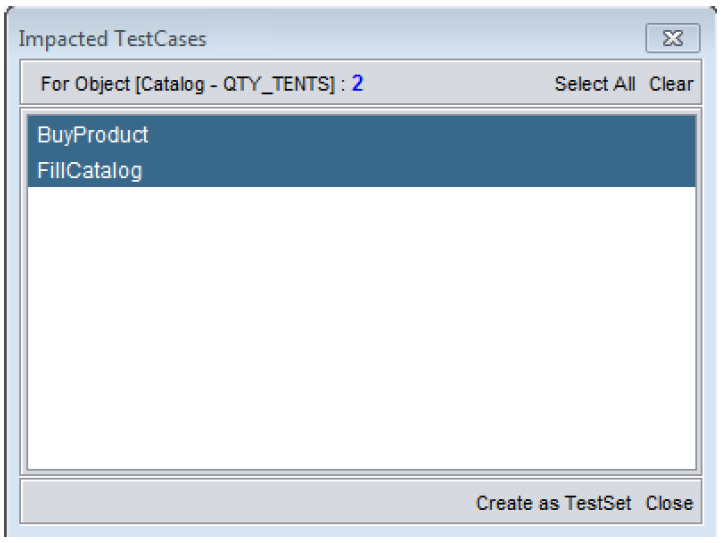 Impacted TestCases
For Object [Catalog - QTY_TENTS] : 2 Select All Clear
BuyProduct
FillCatalog
Create as TestSet Close